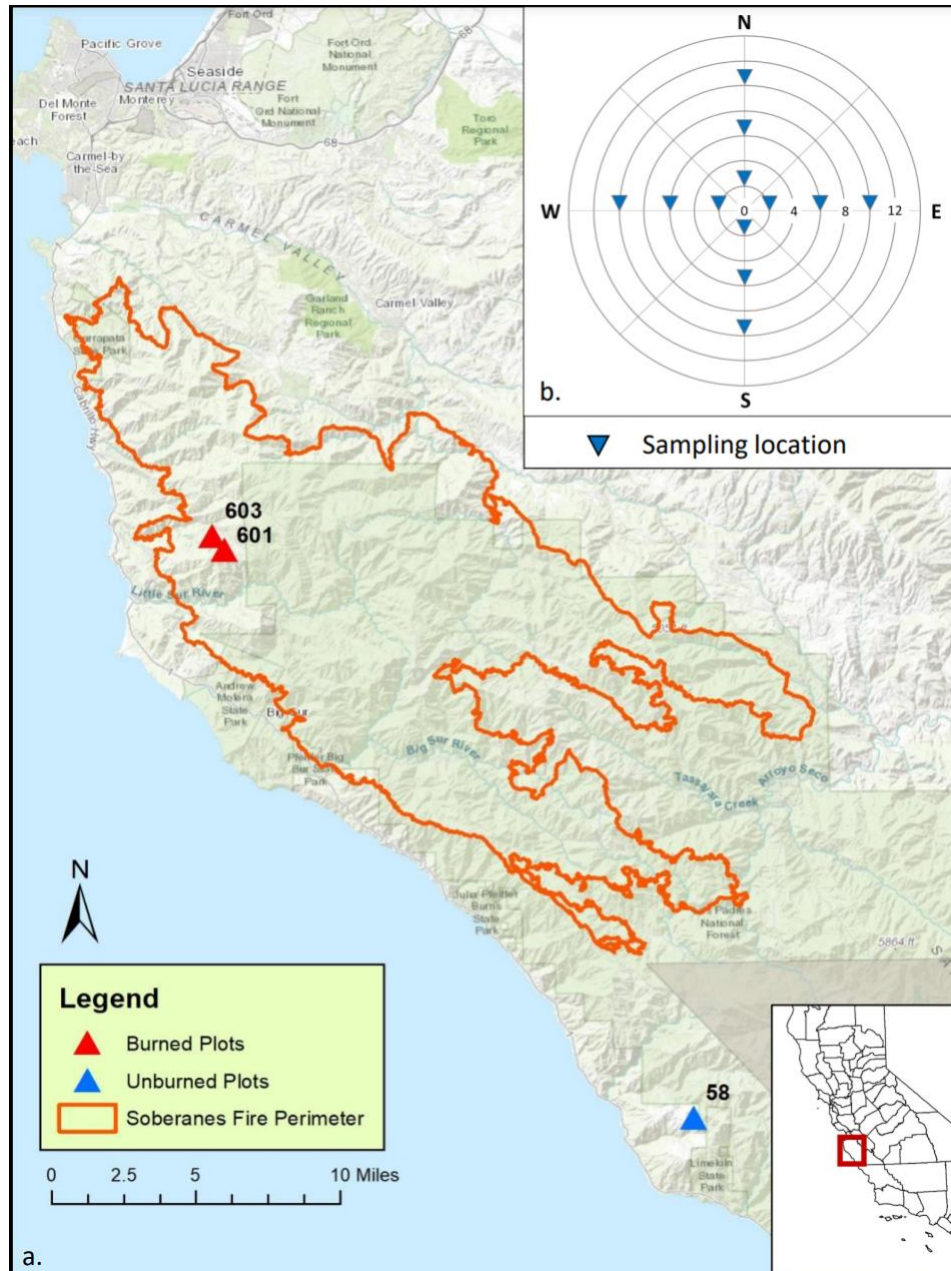 Fort Ord
Pacific Grove
Fort Ord
National
Monument
68
Seaside
SANTA LUCIA RANGE
Del Monte
Forest
Monterey
Fort
Ord National
Monument
Toro
Regional
Park
each
68
Carmel-by
the-Sea
CARMEL VALLEY
Garland
Ranch
Regional
Park
Carmel Valley
Garrapata
State Park
Cabrillo Hwy
603
601
Little Sur River
Andrew
Molera
State
Park
Big Sur
Pfeiffer Big
Sur State
Park
Big Sur River
Tassajara
Creek
Arroyo Seco
Julia Pfeiffer
Burns
State
Park
s Padres
National
Forest
5864 ft
S A
58
Limekiln
State
Park
N
Legend
Burned Plots
Unburned Plots
Soberanes Fire Perimeter
0 2.5 5 10 Miles
a.
N
W
0 4 8 12
E
b.
S
Sampling location